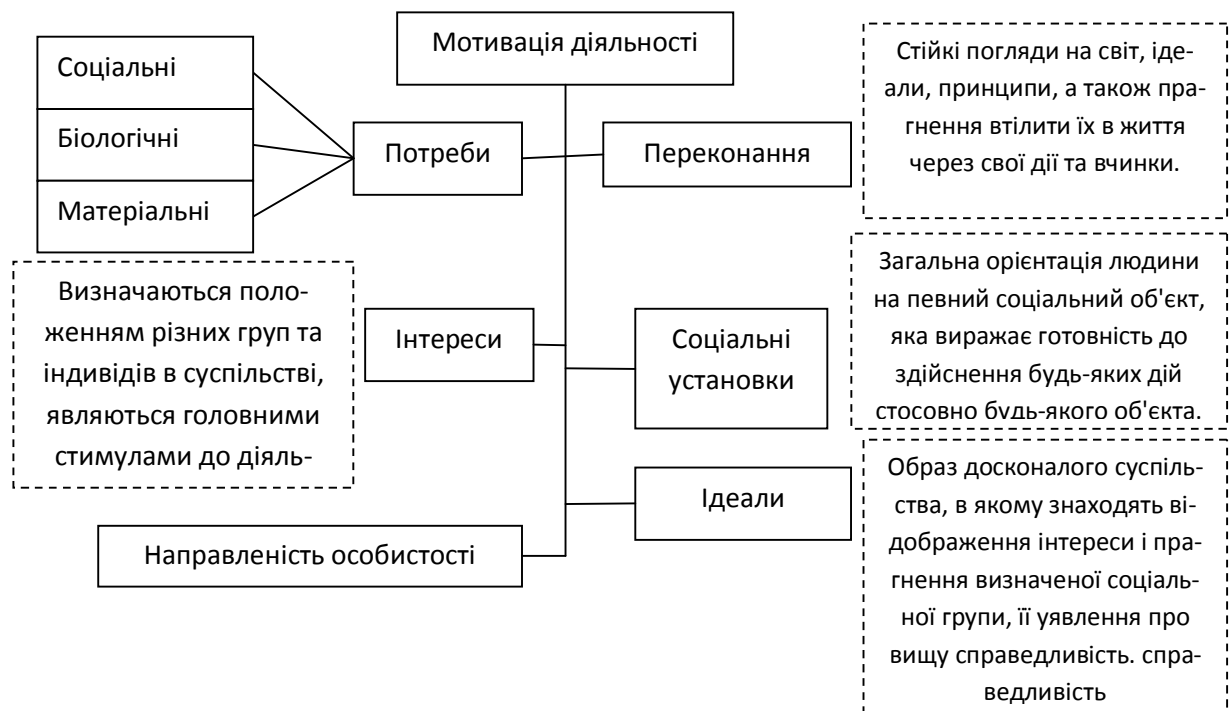 Мотивація діяльності
Соціальні
Біологічні
Матеріальні
Потреби
Переконання
Стійкі погляди на світ, іде-
али, принципи, а також пра-
гнення втілити їх в життя
через свої дії та вчинки.
Визначаються поло-
женням різних груп та
індивідів в суспільстві,
являються головними
стимулами до діяль-
Інтереси
Соціальні
установки
Загальна орієнтація людини
на певний соціальний об'єкт,
яка виражає готовність до
здійснення будь-яких дій
стосовно будь-якого об'єкта.
Ідеали
Образ досконалого суспіль-
ства, в якому знаходять ві-
дображення інтереси і пра-
гнення визначеної соціаль-
ної групи, її уявлення про
вищу справедливість. спра-
ведливість
Направленість особистості